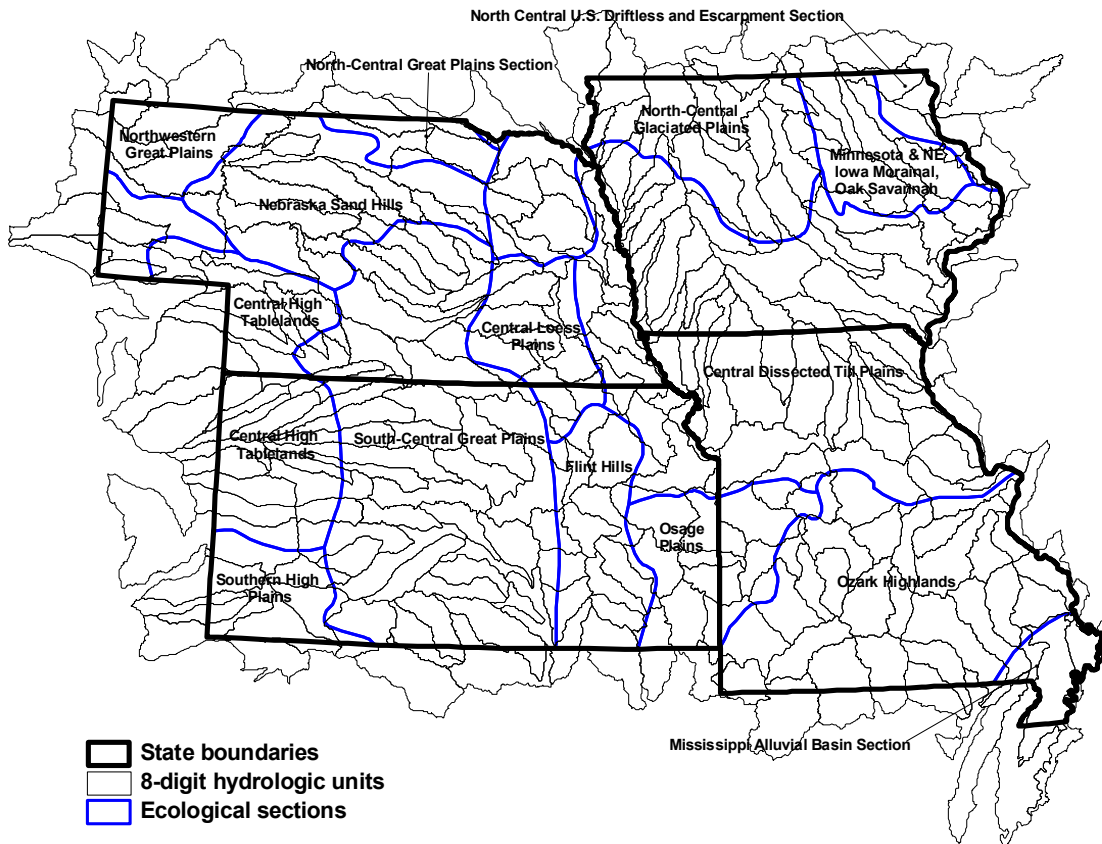 North Central U.S. Driftless and Escarpment Section
North-Central Great Plains Section
North-Central
Glaciated Plains
Northwestern
Great Plains
Minnesota & NE
Iowa Morainal,
Oak Savannah
Nebraska Sand Hills
Central High
Tablelands
Central Loess
Plains
Central Dissected Till Plains
Central High
Tablelands
South-Central Great Plains
Flint Hills
Osage
Plains
Southern High
Plains
Ozark Highlands
Mississippi Alluvial Basin Section
State boundaries
8-digit hydrologic units
Ecological sections